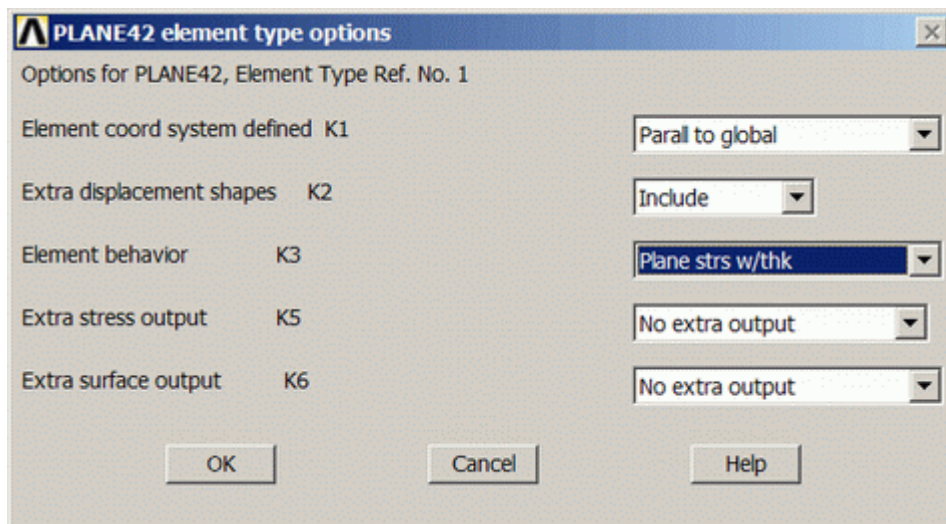 PLANE42 element type options
Options for PLANE42, Element Type Ref. No. 1
Element coord system defined K1 Parall to global
Extra displacement shapes K2 Include
Element behavior K3 Plane strs w/thk
Extra stress output K5 No extra output
Extra surface output K6 No extra output
OK Cancel Help